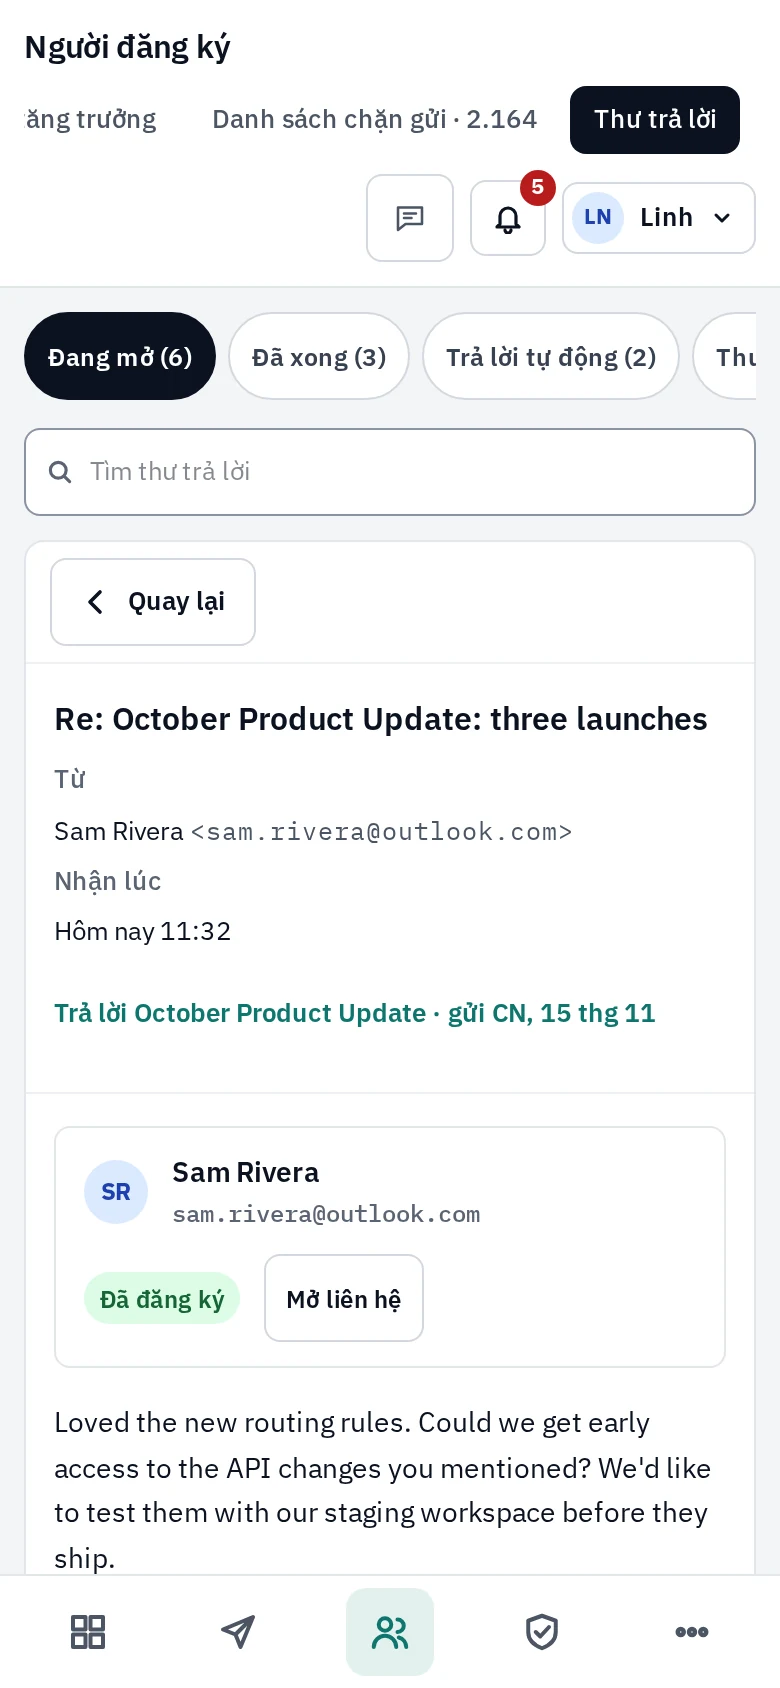 Người đăng ký
ăng trưởng
Danh sách chặn gửi · 2.164
Thư trả lời
5
LN
Linh
Đang mở (6)
Đã xong (3)
Trả lời tự động (2)
Thư
Tìm thư trả lời
Quay lại
Re: October Product Update: three launches
Từ
Sam Rivera <sam.rivera@outlook.com>
Nhận lúc
Hôm nay 11:32
Trả lời October Product Update · gửi CN, 15 thg 11
SR
Sam Rivera
sam.rivera@outlook.com
Đã đăng ký
Mở liên hệ
Loved the new routing rules. Could we get early
access to the API changes you mentioned? We'd like
to test them with our staging workspace before they
ship.